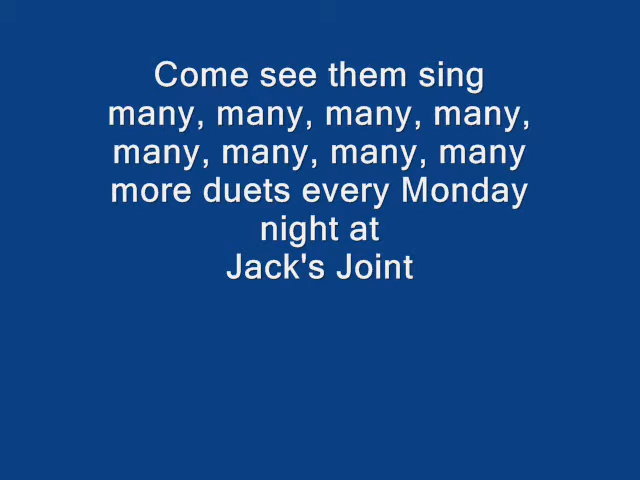 Come see them sing
many, many, many, many,
many, many, many, many
more duets every Monday
night at
Jack's Joint